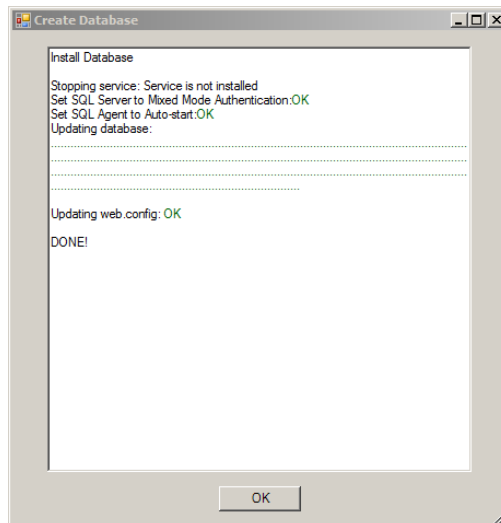 Create Database
Install Database
Stopping service: Service is not installed
Set SQL Server to Mixed Mode Authentication:OK
Set SQL Agent to Auto-start:OK
Updating database:
................................................................................................................................................
................................................................................................................................................
................................................................................................................................................
......................................................................................
Updating web.config: OK
DONE!
OK